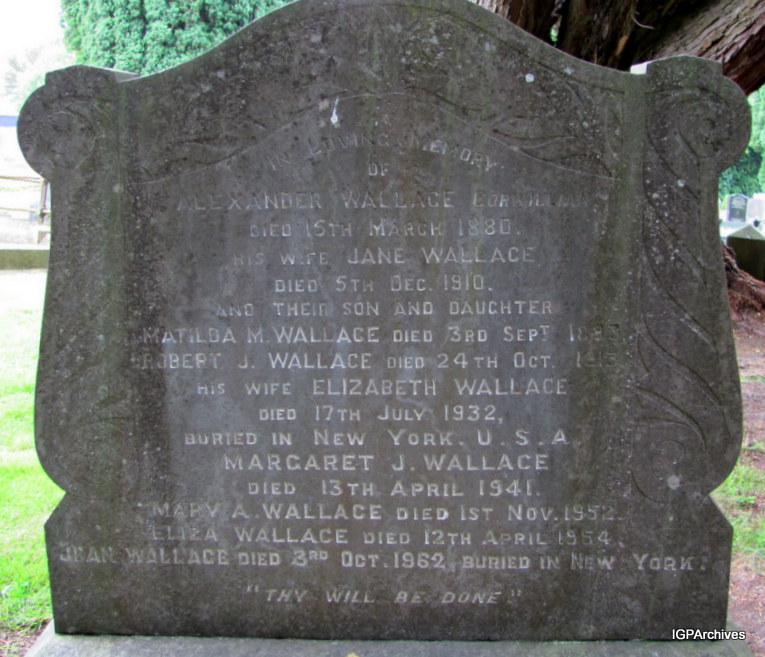 IN LOVING MEMORY
OF
ALEXANDER WALLACE
DIED 15TH MARCH 1880.
HIS WIFE JANE WALLACE
DIED 5TH DEC. 1910.
AND THEIR SON AND DAUGHTER
MATILDA M. WALLACE DIED 3RD SEPT
ROBERT J. WALLACE DIED 24TH OCT.
HIS WIFE ELIZABETH WALLACE
DIED 17TH JULY 1932,
BURIED IN NEW YORK. U.S.A.
MARGARET J. WALLACE
DIED 13TH APRIL 1941.
MARY A. WALLACE DIED 1ST NOV. 1952.
ELIZA WALLACE DIED 12TH APRIL 1954.
JEAN WALLACE DIED 3RD OCT. 1962, BURIED IN NEW YORK.
"THY WILL BE DONE"
IGPArchives